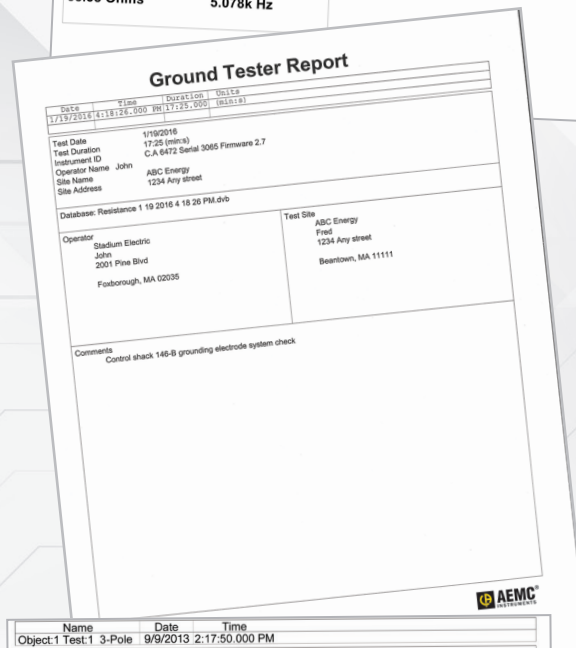 5.078k Hz
Ground Tester Report
Date Time Duration Units
1/19/2016 4:18:26.000 PM 17:25.000 (min:s)
Test Date 1/19/2016
Test Duration 17:25 (min:s)
Instrument ID C.A 6472 Serial 3065 Firmware 2.7
Operator Name John
Site Name ABC Energy
Site Address 1234 Any street
Database: Resistance 1 19 2016 4 18 26 PM.dvb
Operator
Stadium Electric
John
2001 Pine Blvd
Foxborough, MA 02035
Test Site
ABC Energy
Fred
1234 Any street
Beantown, MA 11111
Comments
Control shack 146-B grounding electrode system check
AEMC®
INSTRUMENTS
Name Date Time
Object:1 Test:1 3-Pole 9/9/2013 2:17:50.000 PM